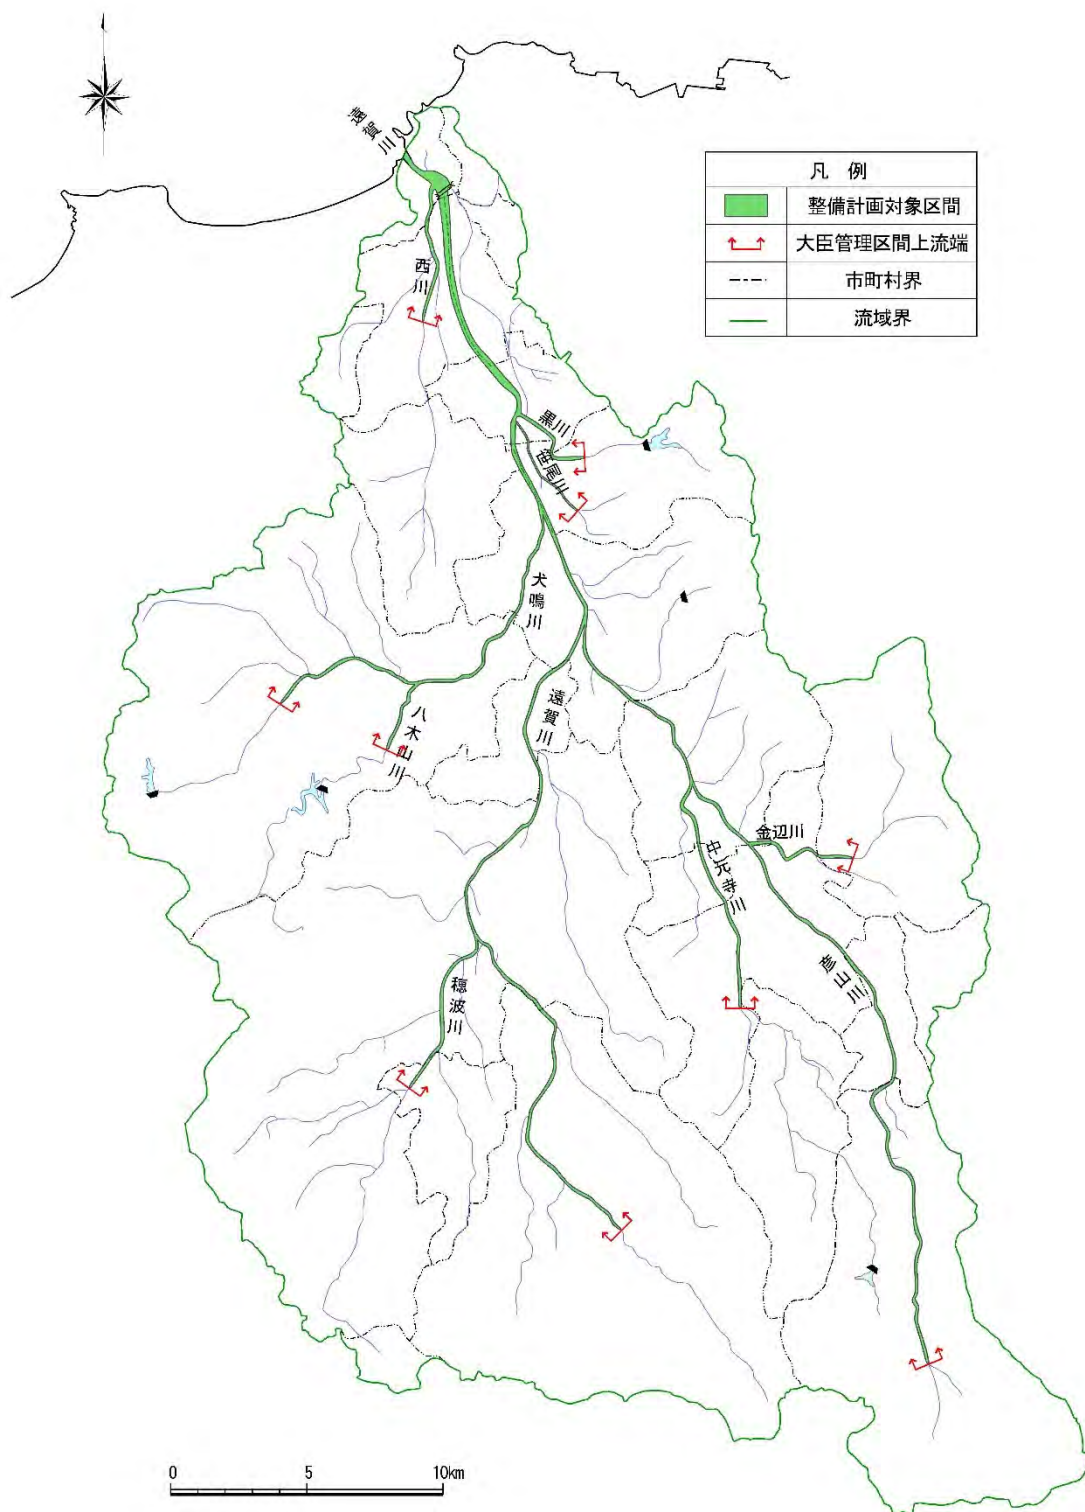 遠賀川
凡 例
整備計画対象区間
大臣管理区間上流端
市町村界
流域界
西川
黒川
笹尾川
犬鳴川
遠賀川
八木山川
金辺川
中元寺川
彦山川
穂波川
0 5 10km